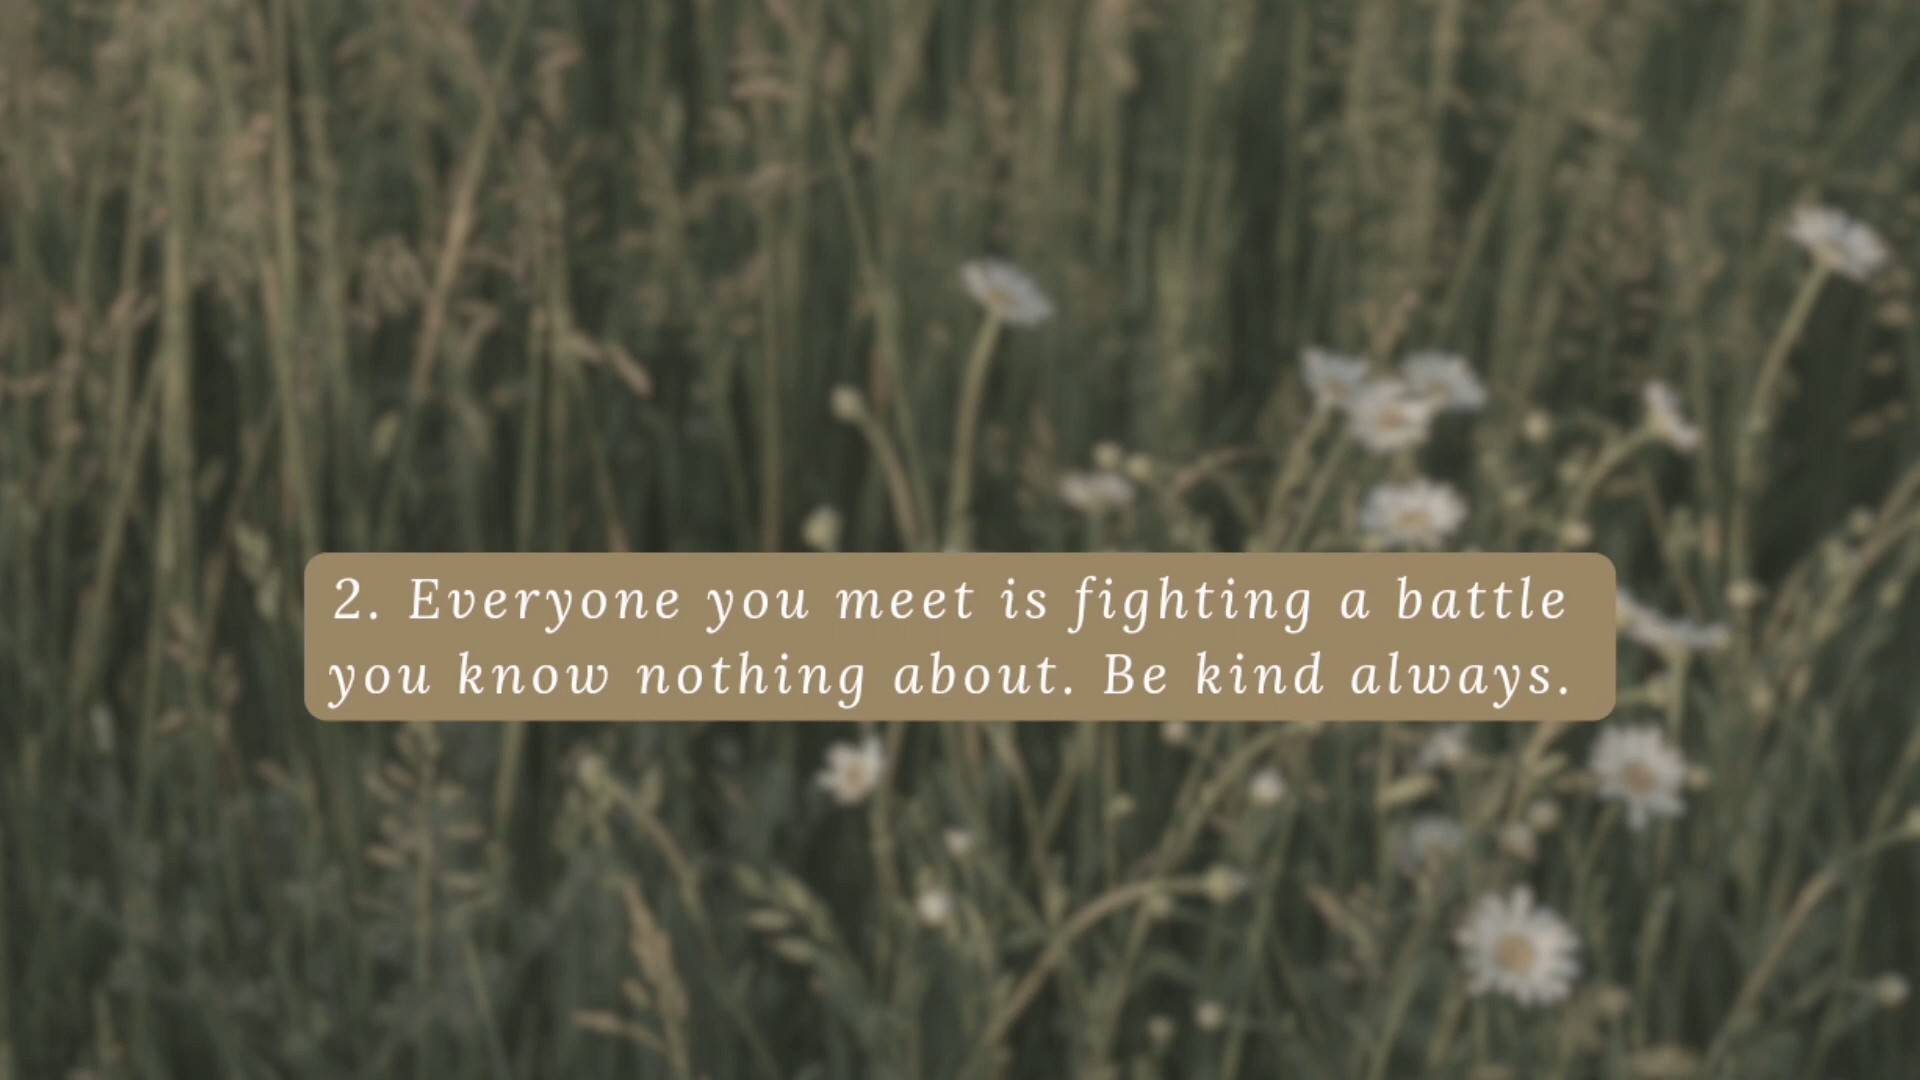 2. Everyone you meet is fighting a battle
you know nothing about. Be kind always.